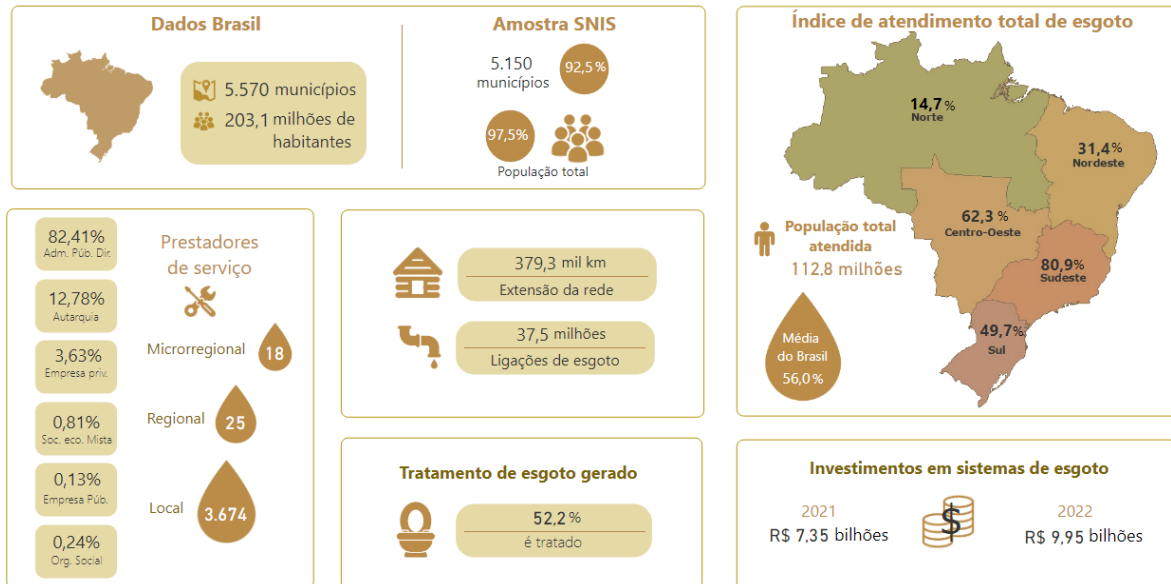 Dados Brasil
5.570 municípios
203,1 milhões de
habitantes
Amostra SNIS
5.150
municípios
92,5%
97,5%
População total
Índice de atendimento total de esgoto
14,7%
Norte
31,4%
Nordeste
62,3 %
Centro-Oeste
80,9%
Sudeste
49,7%
Sul
População total
atendida
112,8 milhões
Média
do Brasil
56,0%
82,41%
Adm. Púb. Dir.
12,78%
Autarquia
3,63%
Empresa priv.
0,81%
Soc. eco. Mista
0,13%
Empresa Púb.
0,24%
Org. Social
Prestadores
de serviço
Microrregional
18
Regional
25
Local
3.674
379,3 mil km
Extensão da rede
37,5 milhões
Ligações de esgoto
Tratamento de esgoto gerado
52,2 %
é tratado
Investimentos em sistemas de esgoto
2021
R$ 7,35 bilhões
$
2022
R$ 9,95 bilhões